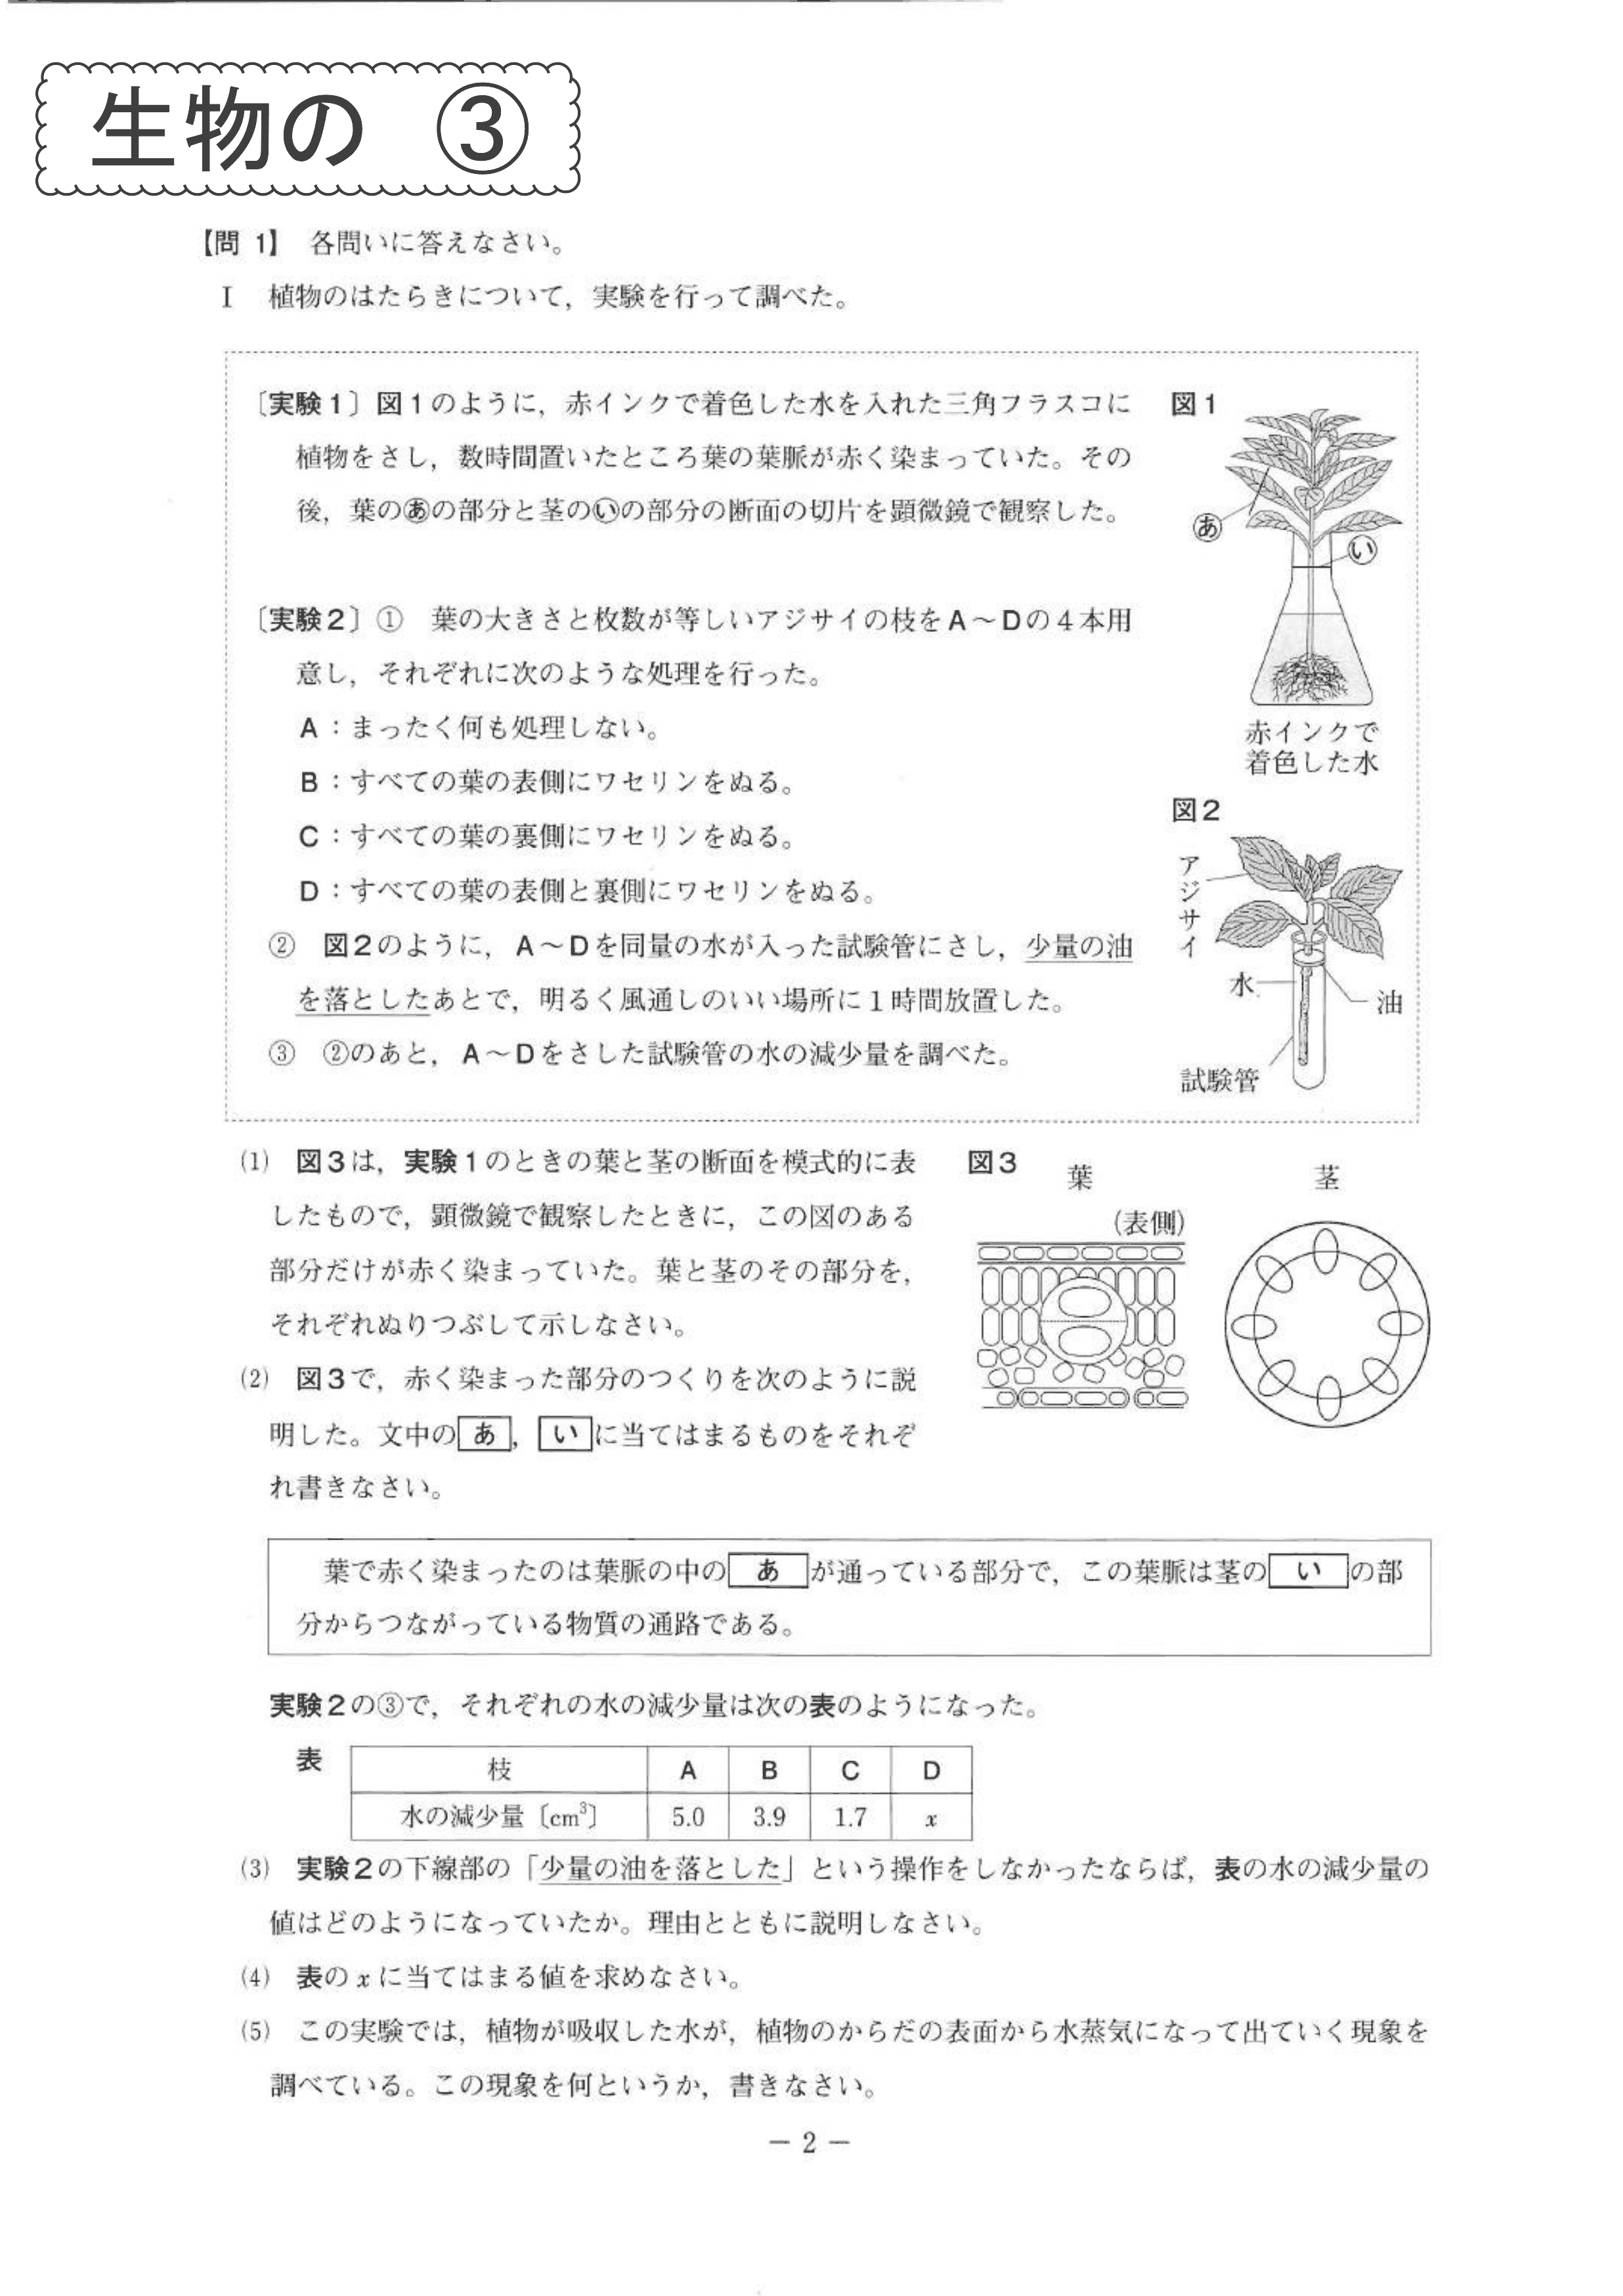 生物の ③
【問 1】 各問いに答えなさい。
Ⅰ 植物のはたらきについて，実験を行って調べた。
〔実験1〕図1のように，赤インクで着色した水を入れた三角フラスコに
植物をさし，数時間置いたところ葉の葉脈が赤く染まっていた。その
後，葉のあの部分と茎のいの部分の断面の切片を顕微鏡で観察した。
図1
あ
い
赤インクで
着色した水
〔実験2〕① 葉の大きさと枚数が等しいアジサイの枝をA～Dの4本用
意し，それぞれに次のような処理を行った。
A：まったく何も処理しない。
B：すべての葉の表側にワセリンをぬる。
C：すべての葉の裏側にワセリンをぬる。
D：すべての葉の表側と裏側にワセリンをぬる。
② 図2のように，A～Dを同量の水が入った試験管にさし，少量の油
を落としたあとで，明るく風通しのいい場所に1時間放置した。
③ ②のあと，A～Dをさした試験管の水の減少量を調べた。
図2
アジサイ
水
油
試験管
(1) 図3は，実験1のときの葉と茎の断面を模式的に表
したもので，顕微鏡で観察したときに，この図のある
部分だけが赤く染まっていた。葉と茎のその部分を，
それぞれぬりつぶして示しなさい。
図3
葉
茎
(表側)
(2) 図3で，赤く染まった部分のつくりを次のように説
明した。文中のあ，いに当てはまるものをそれぞ
れ書きなさい。
葉で赤く染まったのは葉脈の中のあが通っている部分で，この葉脈は茎のいの部
分からつながっている物質の通路である。
実験2の③で，それぞれの水の減少量は次の表のようになった。
表
枝 A B C D
水の減少量〔cm³〕 5.0 3.9 1.7 x
(3) 実験2の下線部の「少量の油を落とした」という操作をしなかったならば，表の水の減少量の
値はどのようになっていたか。理由とともに説明しなさい。
(4) 表のxに当てはまる値を求めなさい。
(5) この実験では，植物が吸収した水が，植物のからだの表面から水蒸気になって出ていく現象を
調べている。この現象を何というか，書きなさい。
－ 2 －